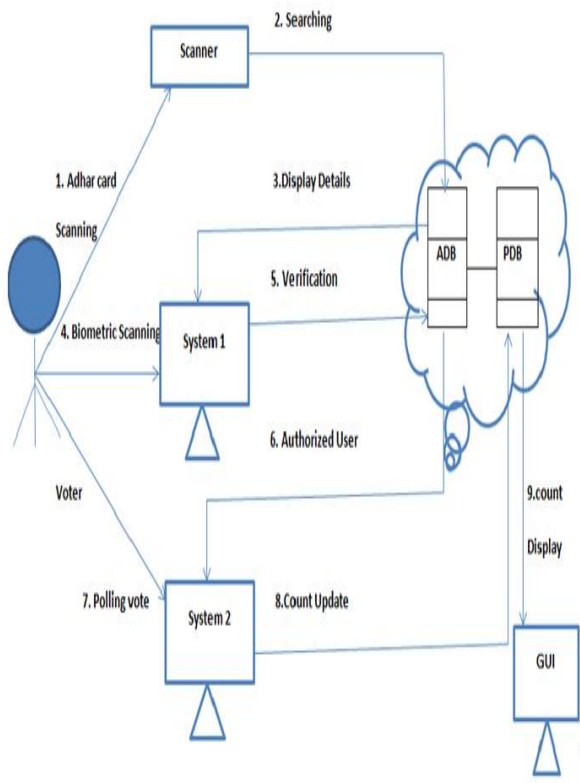 2. Searching
Scanner
1. Adhar card
Scanning
3.Display Details
ADB
PDB
5. Verification
4. Biometric Scanning
System 1
6. Authorized User
Voter
9.count
Display
7. Polling vote
System 2
8.Count Update
GUI